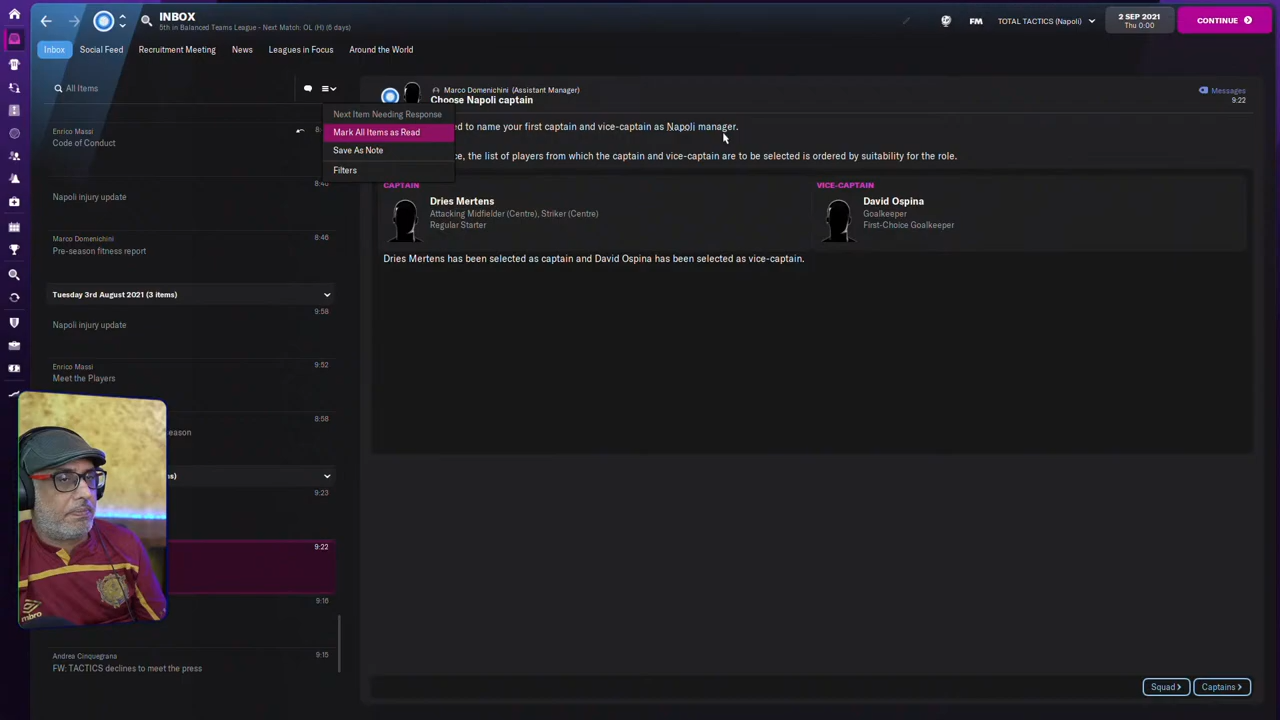 INBOX
5th in Balanced Teams League - Next Match: OL (H) (6 days)
FM
TOTAL TACTICS (Napoli)
2 SEP 2021
Thu 0:00
CONTINUE
Inbox
Social Feed
Recruitment Meeting
News
Leagues in Focus
Around the World
All Items
Enrico Massi
Code of Conduct
Napoli injury update
8:46
Marco Domenichini
Pre-season fitness report
Tuesday 3rd August 2021 (3 items)
9:58
Napoli injury update
Enrico Massi
9:52
Meet the Players
8:58
eason
9:23
9:22
9:16
Andrea Cinquegrana
9:15
FW: TACTICS declines to meet the press
Next Item Needing Response
Mark All Items as Read
Save As Note
Filters
Marco Domenichini (Assistant Manager)
Choose Napoli captain
Messages
9:22
d to name your first captain and vice-captain as Napoli manager.
ce, the list of players from which the captain and vice-captain are to be selected is ordered by suitability for the role.
CAPTAIN
Dries Mertens
Attacking Midfielder (Centre), Striker (Centre)
Regular Starter
VICE-CAPTAIN
David Ospina
Goalkeeper
First-Choice Goalkeeper
Dries Mertens has been selected as captain and David Ospina has been selected as vice-captain.
Squad
Captains